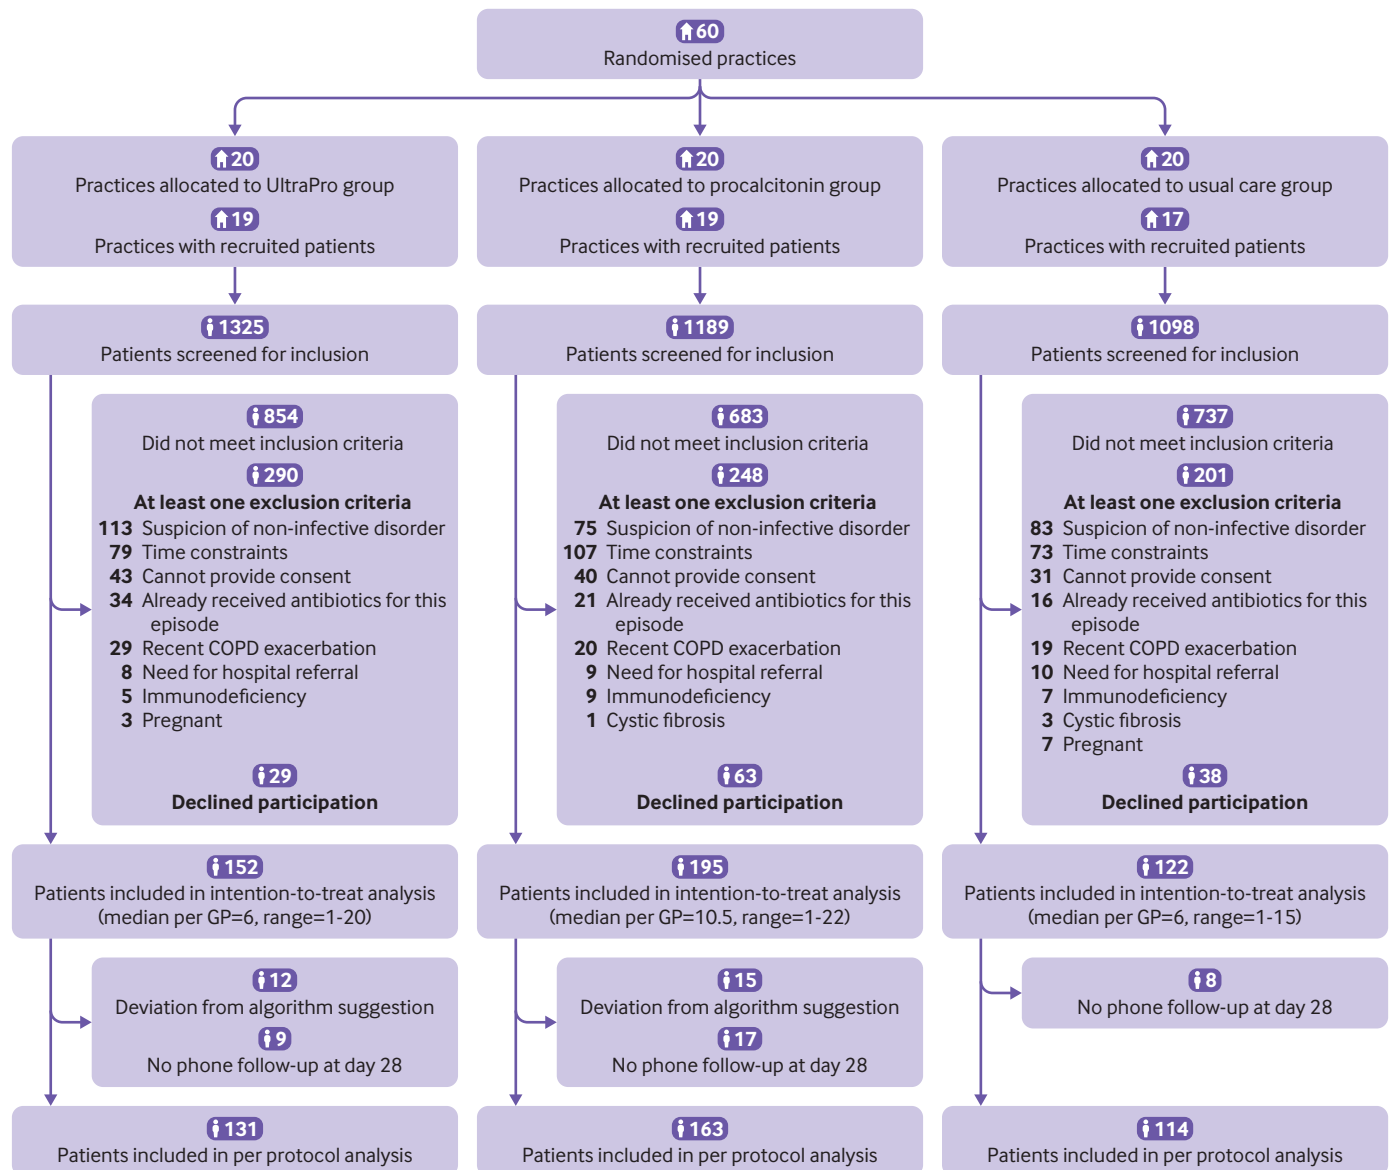 60
Randomised practices
20
Practices allocated to UltraPro group
19
Practices with recruited patients
20
Practices allocated to procalcitonin group
19
Practices with recruited patients
20
Practices allocated to usual care group
17
Practices with recruited patients
1325
Patients screened for inclusion
1189
Patients screened for inclusion
1098
Patients screened for inclusion
854
Did not meet inclusion criteria
290
At least one exclusion criteria
113 Suspicion of non-infective disorder
79 Time constraints
43 Cannot provide consent
34 Already received antibiotics for this
episode
29 Recent COPD exacerbation
8 Need for hospital referral
5 Immunodeficiency
3 Pregnant
29
Declined participation
683
Did not meet inclusion criteria
248
At least one exclusion criteria
75 Suspicion of non-infective disorder
107 Time constraints
40 Cannot provide consent
21 Already received antibiotics for this
episode
20 Recent COPD exacerbation
9 Need for hospital referral
9 Immunodeficiency
1 Cystic fibrosis
63
Declined participation
737
Did not meet inclusion criteria
201
At least one exclusion criteria
83 Suspicion of non-infective disorder
73 Time constraints
31 Cannot provide consent
16 Already received antibiotics for this
episode
19 Recent COPD exacerbation
10 Need for hospital referral
7 Immunodeficiency
3 Cystic fibrosis
7 Pregnant
38
Declined participation
152
Patients included in intention-to-treat analysis
(median per GP=6, range=1-20)
195
Patients included in intention-to-treat analysis
(median per GP=10.5, range=1-22)
122
Patients included in intention-to-treat analysis
(median per GP=6, range=1-15)
12
Deviation from algorithm suggestion
9
No phone follow-up at day 28
15
Deviation from algorithm suggestion
17
No phone follow-up at day 28
8
No phone follow-up at day 28
131
Patients included in per protocol analysis
163
Patients included in per protocol analysis
114
Patients included in per protocol analysis